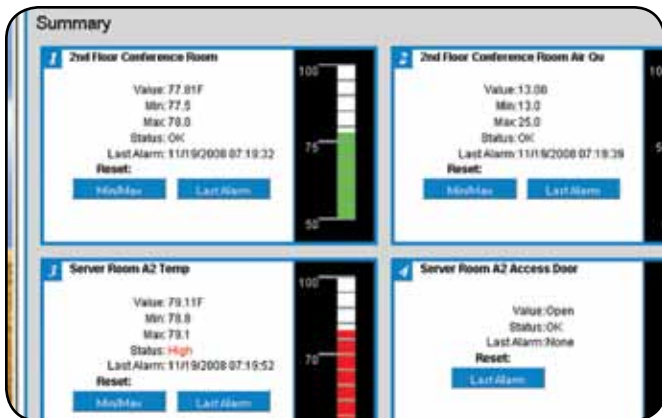 Summary
1 2nd Floor Conference Room
Value: 77.81F
Min: 77.5
Max: 78.0
Status: OK
Last Alarm: 11/19/2008 07:19:32
Reset:
Min/Max Last Alarm
100
75
50
2 2nd Floor Conference Room Air Qu
Value: 13.08
Min: 13.0
Max: 25.0
Status: OK
Last Alarm: 11/19/2008 07:19:39
Reset:
Min/Max Last Alarm
10
5
3 Server Room A2 Temp
Value: 79.11F
Min: 78.8
Max: 79.1
Status: High
Last Alarm: 11/19/2008 07:19:52
Reset:
Min/Max Last Alarm
100
70
4 Server Room A2 Access Door
Value: Open
Status: OK
Last Alarm: None
Reset:
Last Alarm